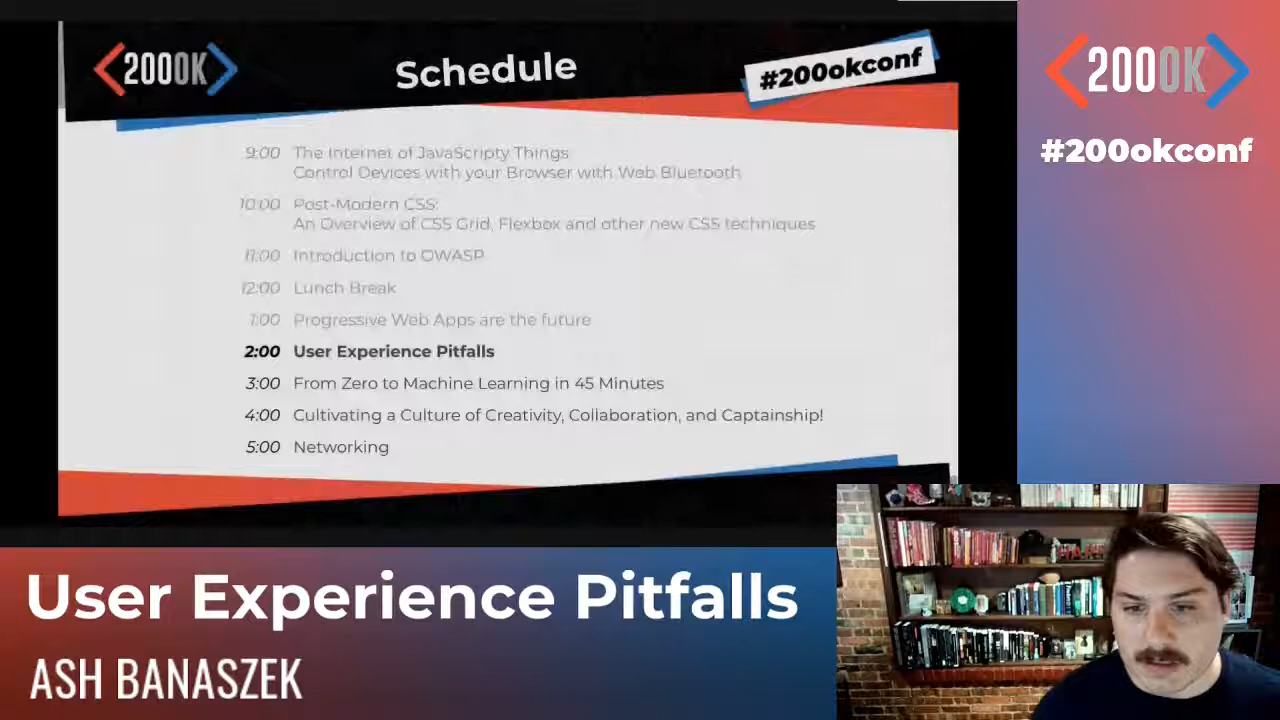 200OK
Schedule
#200okconf
9:00 The Internet of JavaScripty Things
Control Devices with your Browser with Web Bluetooth
10:00 Post-Modern CSS:
An Overview of CSS Grid, Flexbox and other new CSS techniques
11:00 Introduction to OWASP
12:00 Lunch Break
1:00 Progressive Web Apps are the future
2:00 User Experience Pitfalls
3:00 From Zero to Machine Learning in 45 Minutes
4:00 Cultivating a Culture of Creativity, Collaboration, and Captainship!
5:00 Networking
200OK
#200okconf
User Experience Pitfalls
ASH BANASZEK